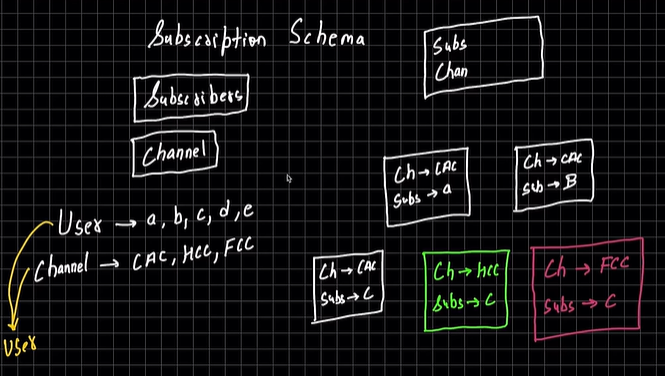 Subscription Schema
Subs
Chan
Subscribers
Channel
Ch → CAC
Subs → a
Ch → CAC
Sub → B
User → a, b, c, d, e
Channel → CAC, HCC, FCC
Ch → CAC
Subs → C
Ch → HCC
Subs → C
Ch → FCC
Subs → C
User